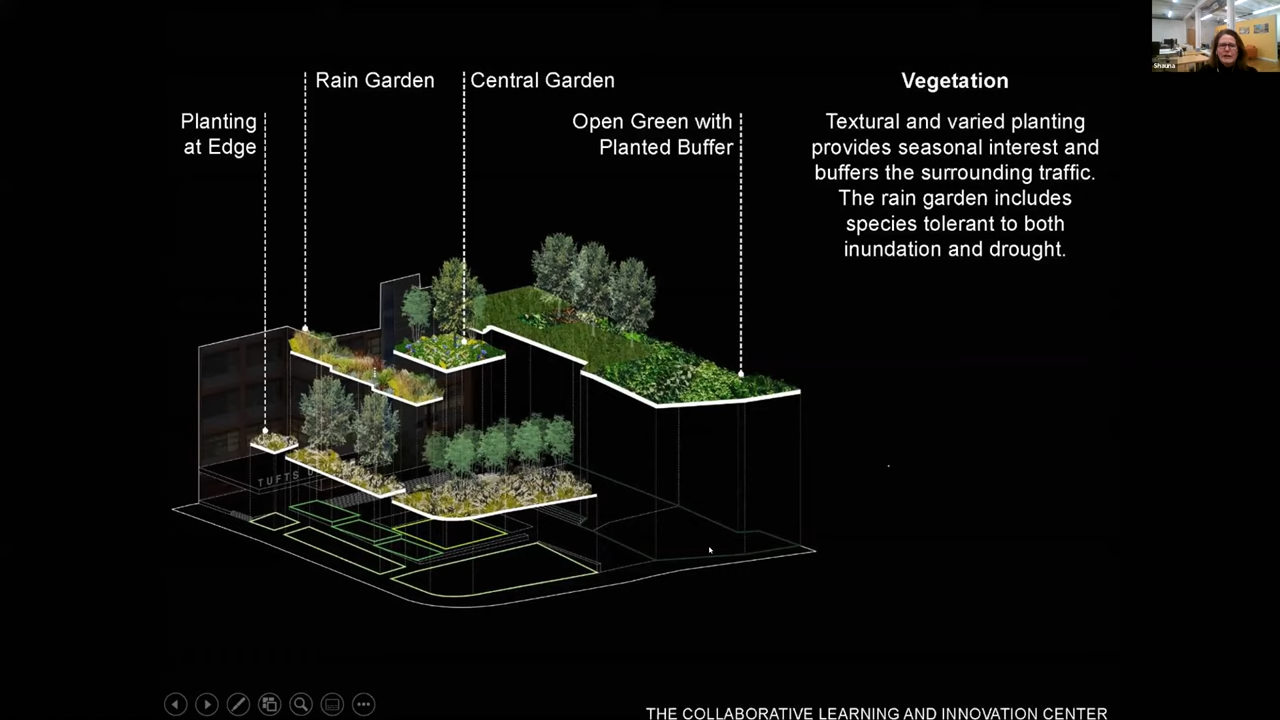 Rain Garden
Central Garden
Planting
at Edge
Open Green with
Planted Buffer
Vegetation
Textural and varied planting
provides seasonal interest and
buffers the surrounding traffic.
The rain garden includes
species tolerant to both
inundation and drought.
Shauna
TUFTS
THE COLLABORATIVE LEARNING AND INNOVATION CENTER